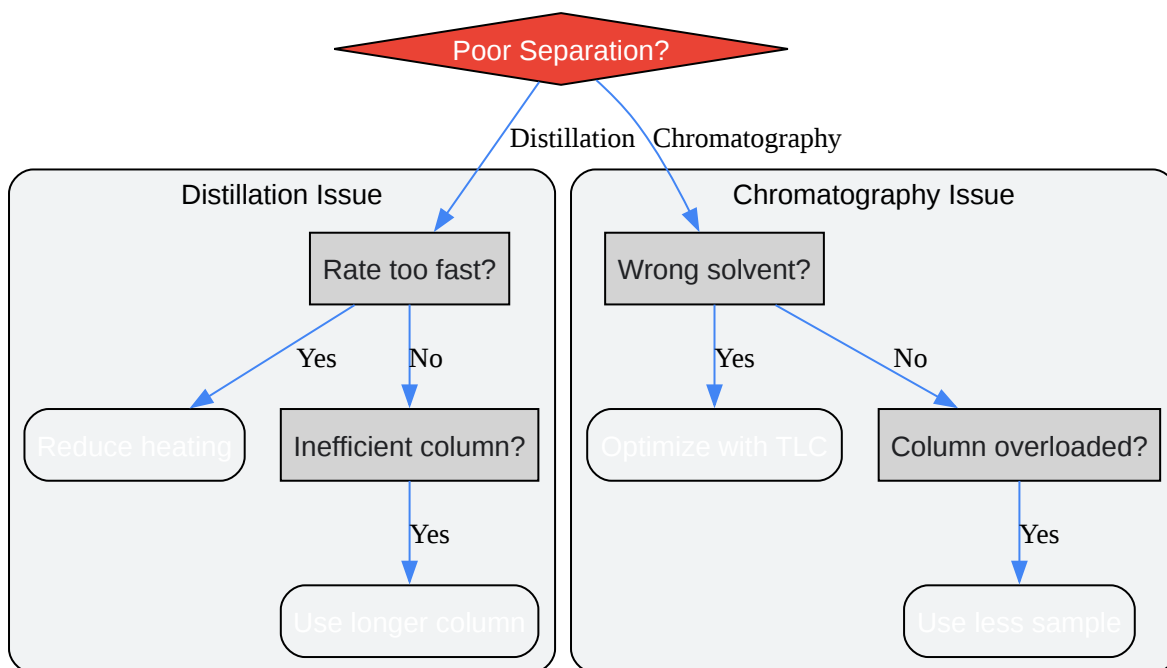 Poor Separation?
Distillation
Chromatography
Distillation Issue
Chromatography Issue
Rate too fast?
Wrong solvent?
Yes
No
Yes
No
Reduce heating
Inefficient column?
Optimize with TLC
Column overloaded?
Yes
Yes
Use longer column
Use less sample